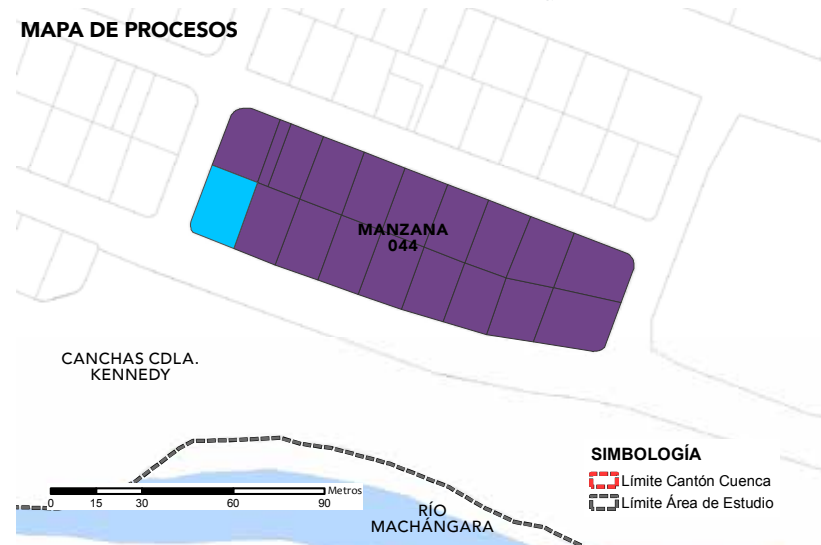 MAPA DE PROCESOS
MANZANA
044
CANCHAS CDLA.
KENNEDY
SIMBOLOGÍA
Límite Cantón Cuenca
Límite Área de Estudio
Metros
0 15 30 60 90
RÍO
MACHÁNGARA